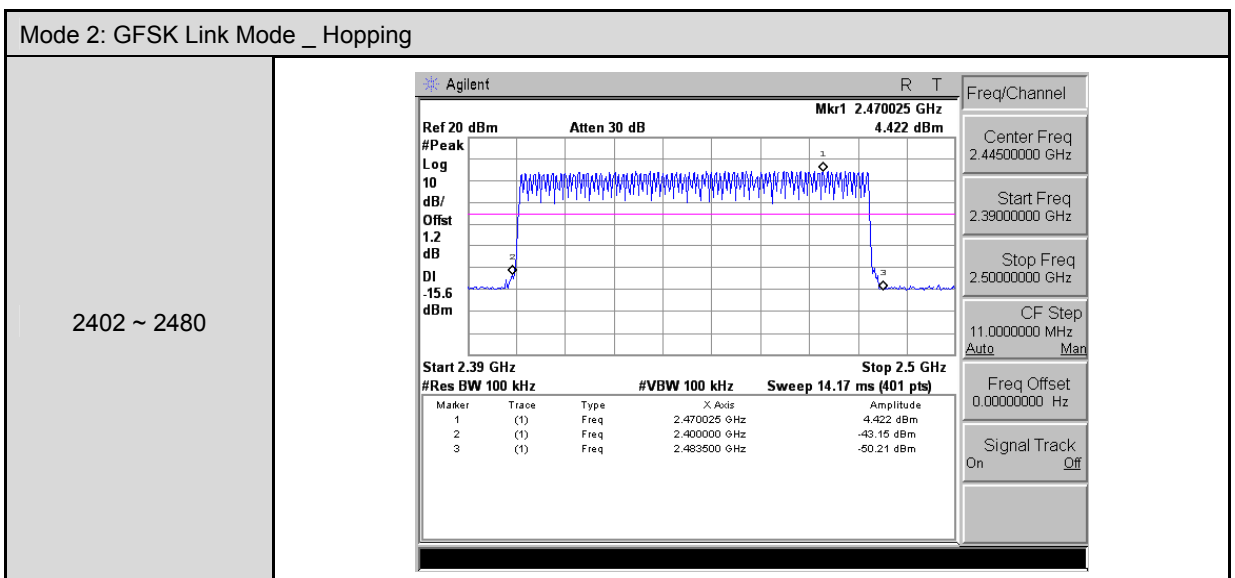 Mode 2: GFSK Link Mode _ Hopping
2402 ~ 2480
Agilent R T
Mkr1 2.470025 GHz
Ref 20 dBm Atten 30 dB 4.422 dBm
#Peak
Log
10
dB/
Offst
1.2
dB
DI
-15.6
dBm
1
2
3
Start 2.39 GHz Stop 2.5 GHz
#Res BW 100 kHz #VBW 100 kHz Sweep 14.17 ms (401 pts)
Marker Trace Type X Axis Amplitude
1 (1) Freq 2.470025 GHz 4.422 dBm
2 (1) Freq 2.400000 GHz -43.15 dBm
3 (1) Freq 2.483500 GHz -50.21 dBm
Freq/Channel
Center Freq
2.44500000 GHz
Start Freq
2.39000000 GHz
Stop Freq
2.50000000 GHz
CF Step
11.0000000 MHz
Auto Man
Freq Offset
0.00000000 Hz
Signal Track
On Off